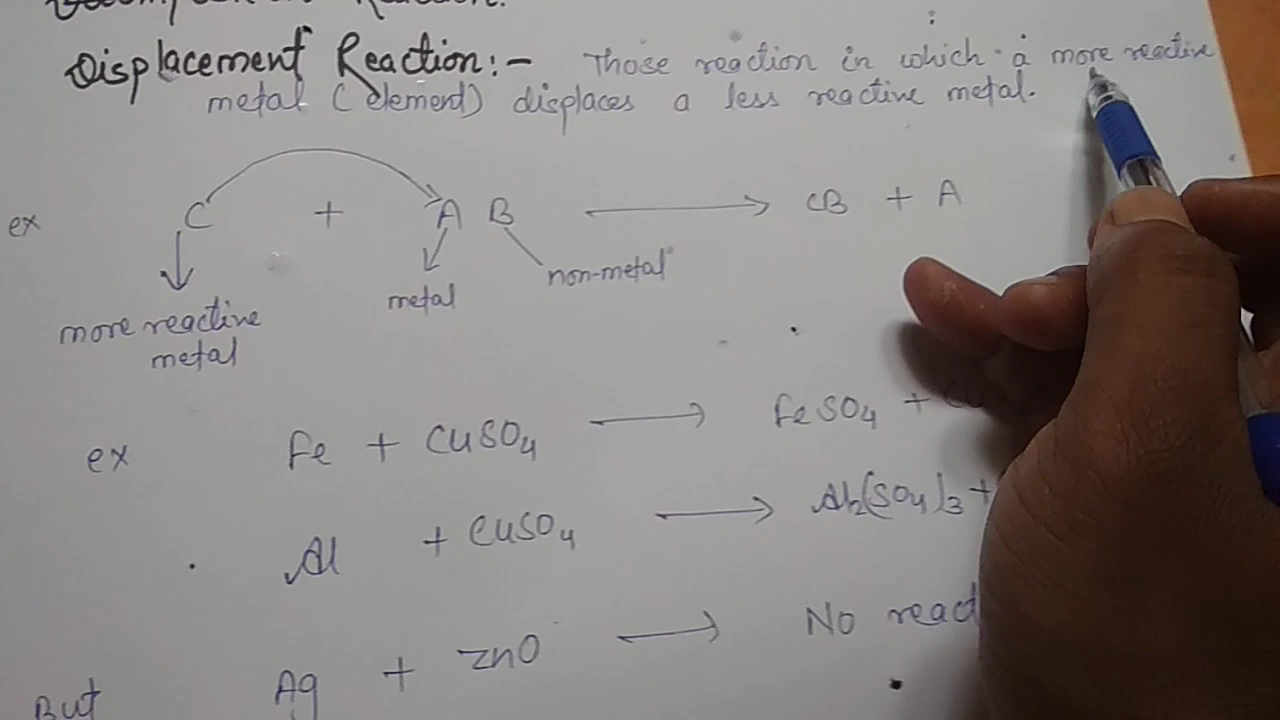 Reaction.
Displacement Reaction:- Those reaction in which a more reactive
metal (element) displaces a less reactive metal.
ex C + A B → CB + A
more reactive metal
metal
non-metal
ex Fe + CuSO4 → FeSO4 +
Al + CuSO4 → Al2(SO4)3 +
But Ag + ZnO → No